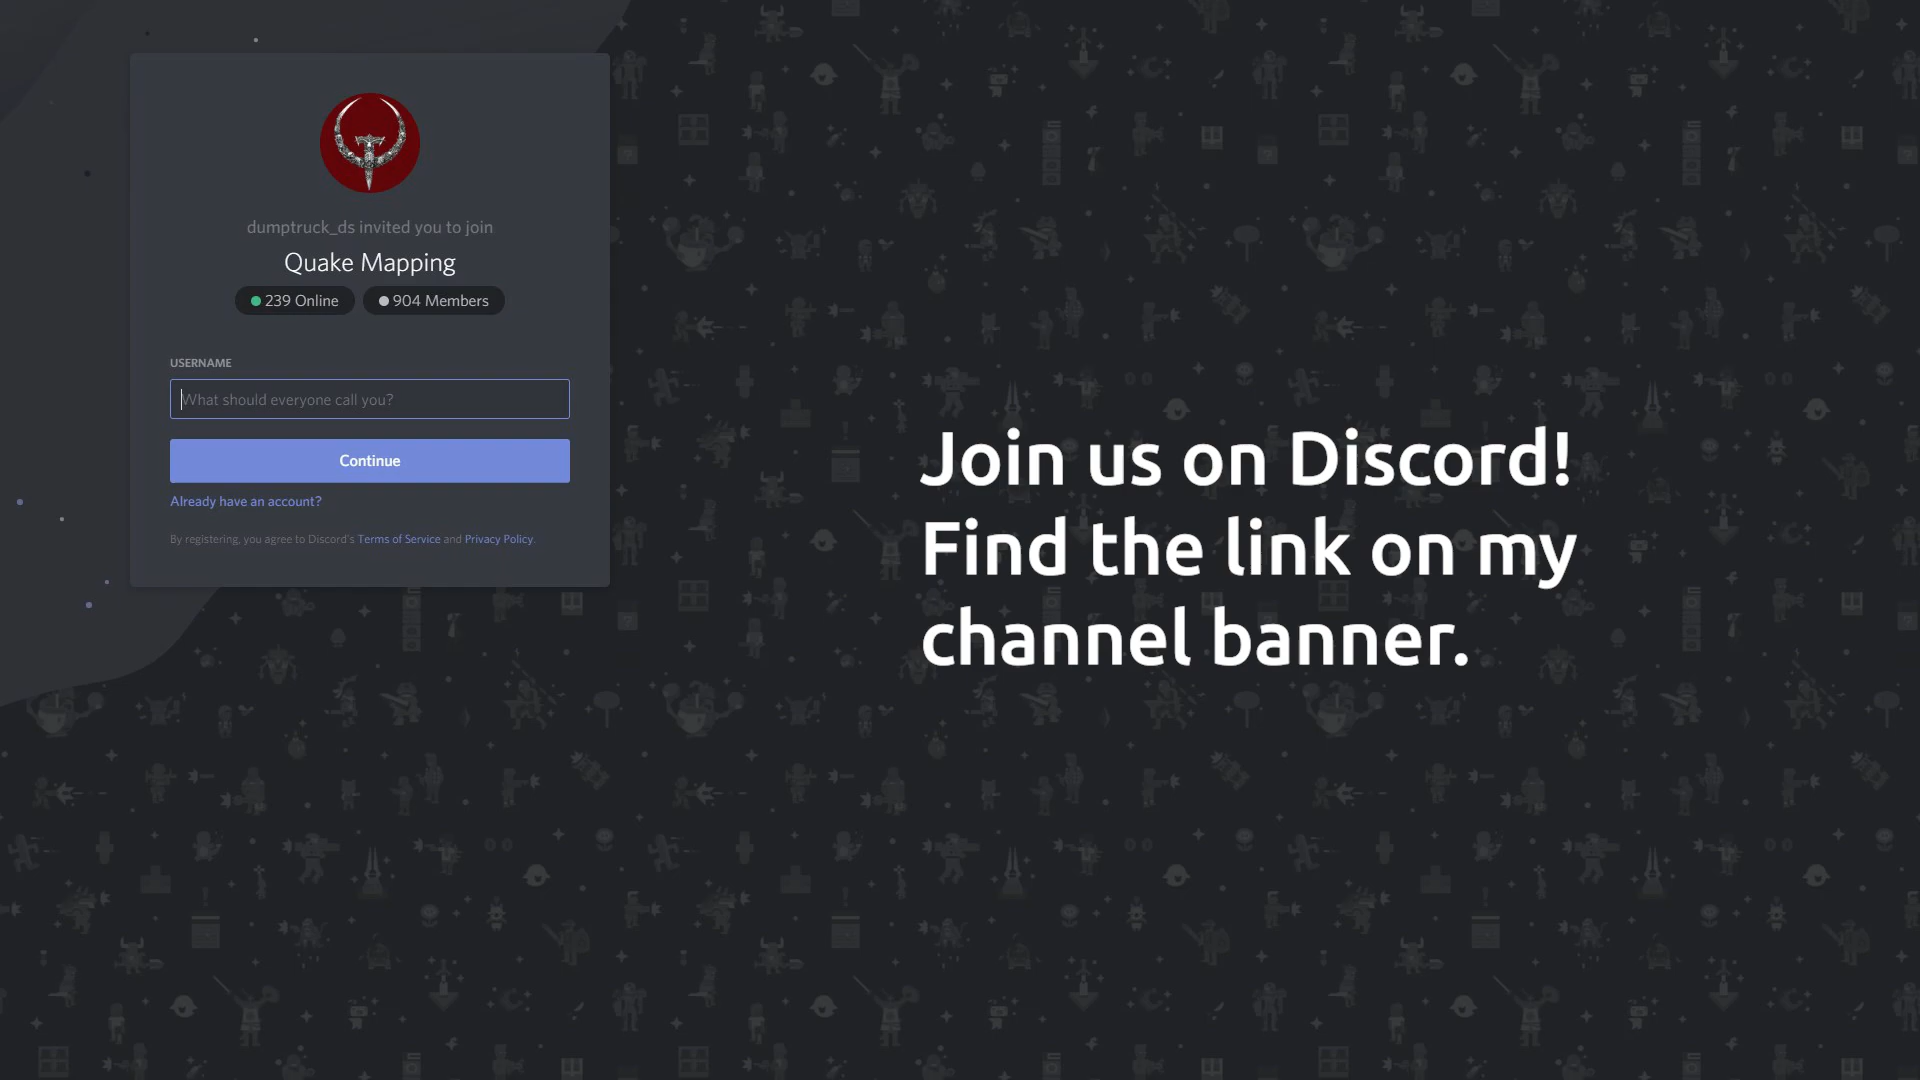 dumptruck_ds invited you to join
Quake Mapping
239 Online
904 Members
USERNAME
What should everyone call you?
Continue
Already have an account?
By registering, you agree to Discord's Terms of Service and Privacy Policy.
Join us on Discord!
Find the link on my
channel banner.